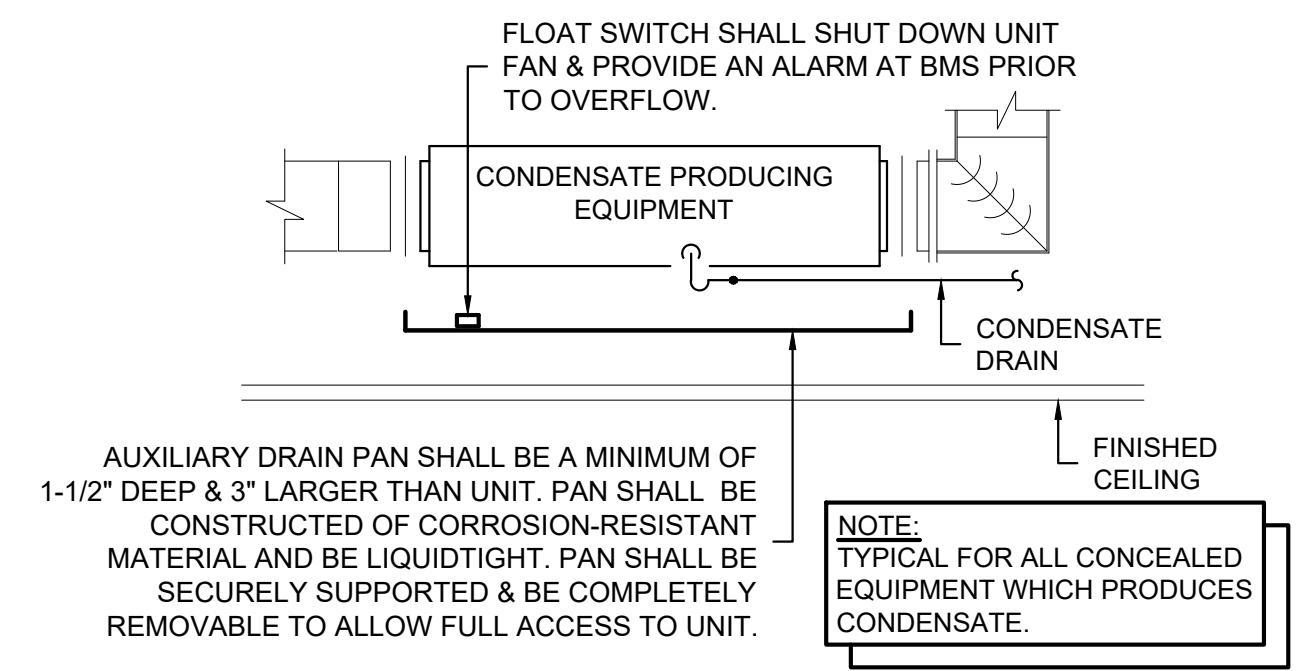 FLOAT SWITCH SHALL SHUT DOWN UNIT
FAN & PROVIDE AN ALARM AT BMS PRIOR
TO OVERFLOW.
CONDENSATE PRODUCING
EQUIPMENT
CONDENSATE
DRAIN
AUXILIARY DRAIN PAN SHALL BE A MINIMUM OF
1-1/2" DEEP & 3" LARGER THAN UNIT. PAN SHALL BE
CONSTRUCTED OF CORROSION-RESISTANT
MATERIAL AND BE LIQUIDTIGHT. PAN SHALL BE
SECURELY SUPPORTED & BE COMPLETELY
REMOVABLE TO ALLOW FULL ACCESS TO UNIT.
FINISHED
CEILING
NOTE:
TYPICAL FOR ALL CONCEALED
EQUIPMENT WHICH PRODUCES
CONDENSATE.